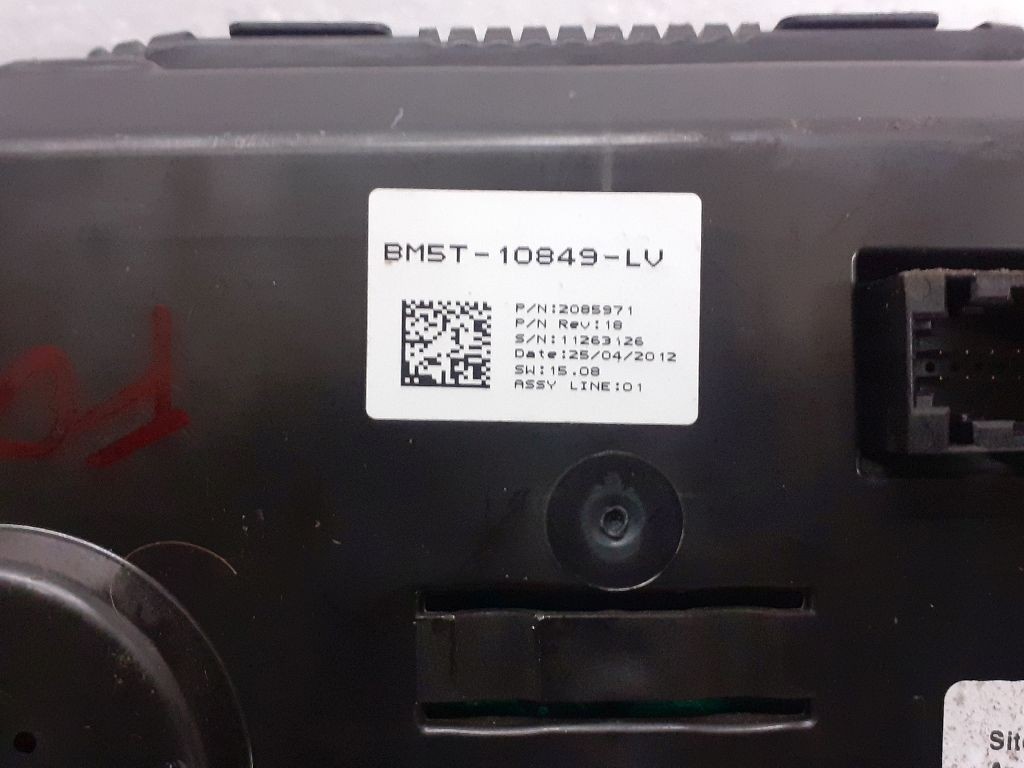 BM5T-10849-LV
P/N:2085971
P/N Rev:18
S/N:11263126
Date:25/04/2012
SW:15.08
ASSY LINE:01